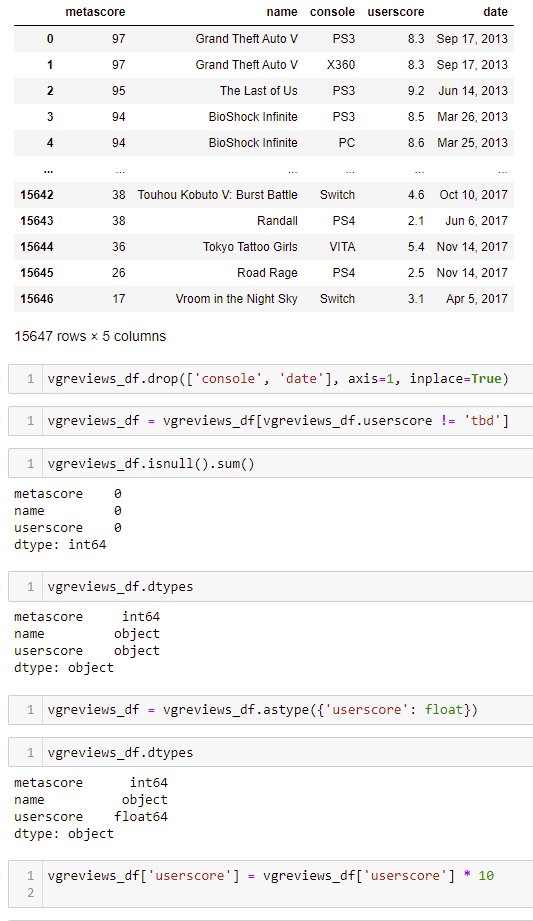 metascore name console userscore date
0 97 Grand Theft Auto V PS3 8.3 Sep 17, 2013
1 97 Grand Theft Auto V X360 8.3 Sep 17, 2013
2 95 The Last of Us PS3 9.2 Jun 14, 2013
3 94 BioShock Infinite PS3 8.5 Mar 26, 2013
4 94 BioShock Infinite PC 8.6 Mar 25, 2013
... ... ... ... ... ...
15642 38 Touhou Kobuto V: Burst Battle Switch 4.6 Oct 10, 2017
15643 38 Randall PS4 2.1 Jun 6, 2017
15644 36 Tokyo Tattoo Girls VITA 5.4 Nov 14, 2017
15645 26 Road Rage PS4 2.5 Nov 14, 2017
15646 17 Vroom in the Night Sky Switch 3.1 Apr 5, 2017
15647 rows × 5 columns
1 vgreviews_df.drop(['console', 'date'], axis=1, inplace=True)
1 vgreviews_df = vgreviews_df[vgreviews_df.userscore != 'tbd']
1 vgreviews_df.isnull().sum()
metascore 0
name 0
userscore 0
dtype: int64
1 vgreviews_df.dtypes
metascore int64
name object
userscore object
dtype: object
1 vgreviews_df = vgreviews_df.astype({'userscore': float})
1 vgreviews_df.dtypes
metascore int64
name object
userscore float64
dtype: object
1 vgreviews_df['userscore'] = vgreviews_df['userscore'] * 10
2